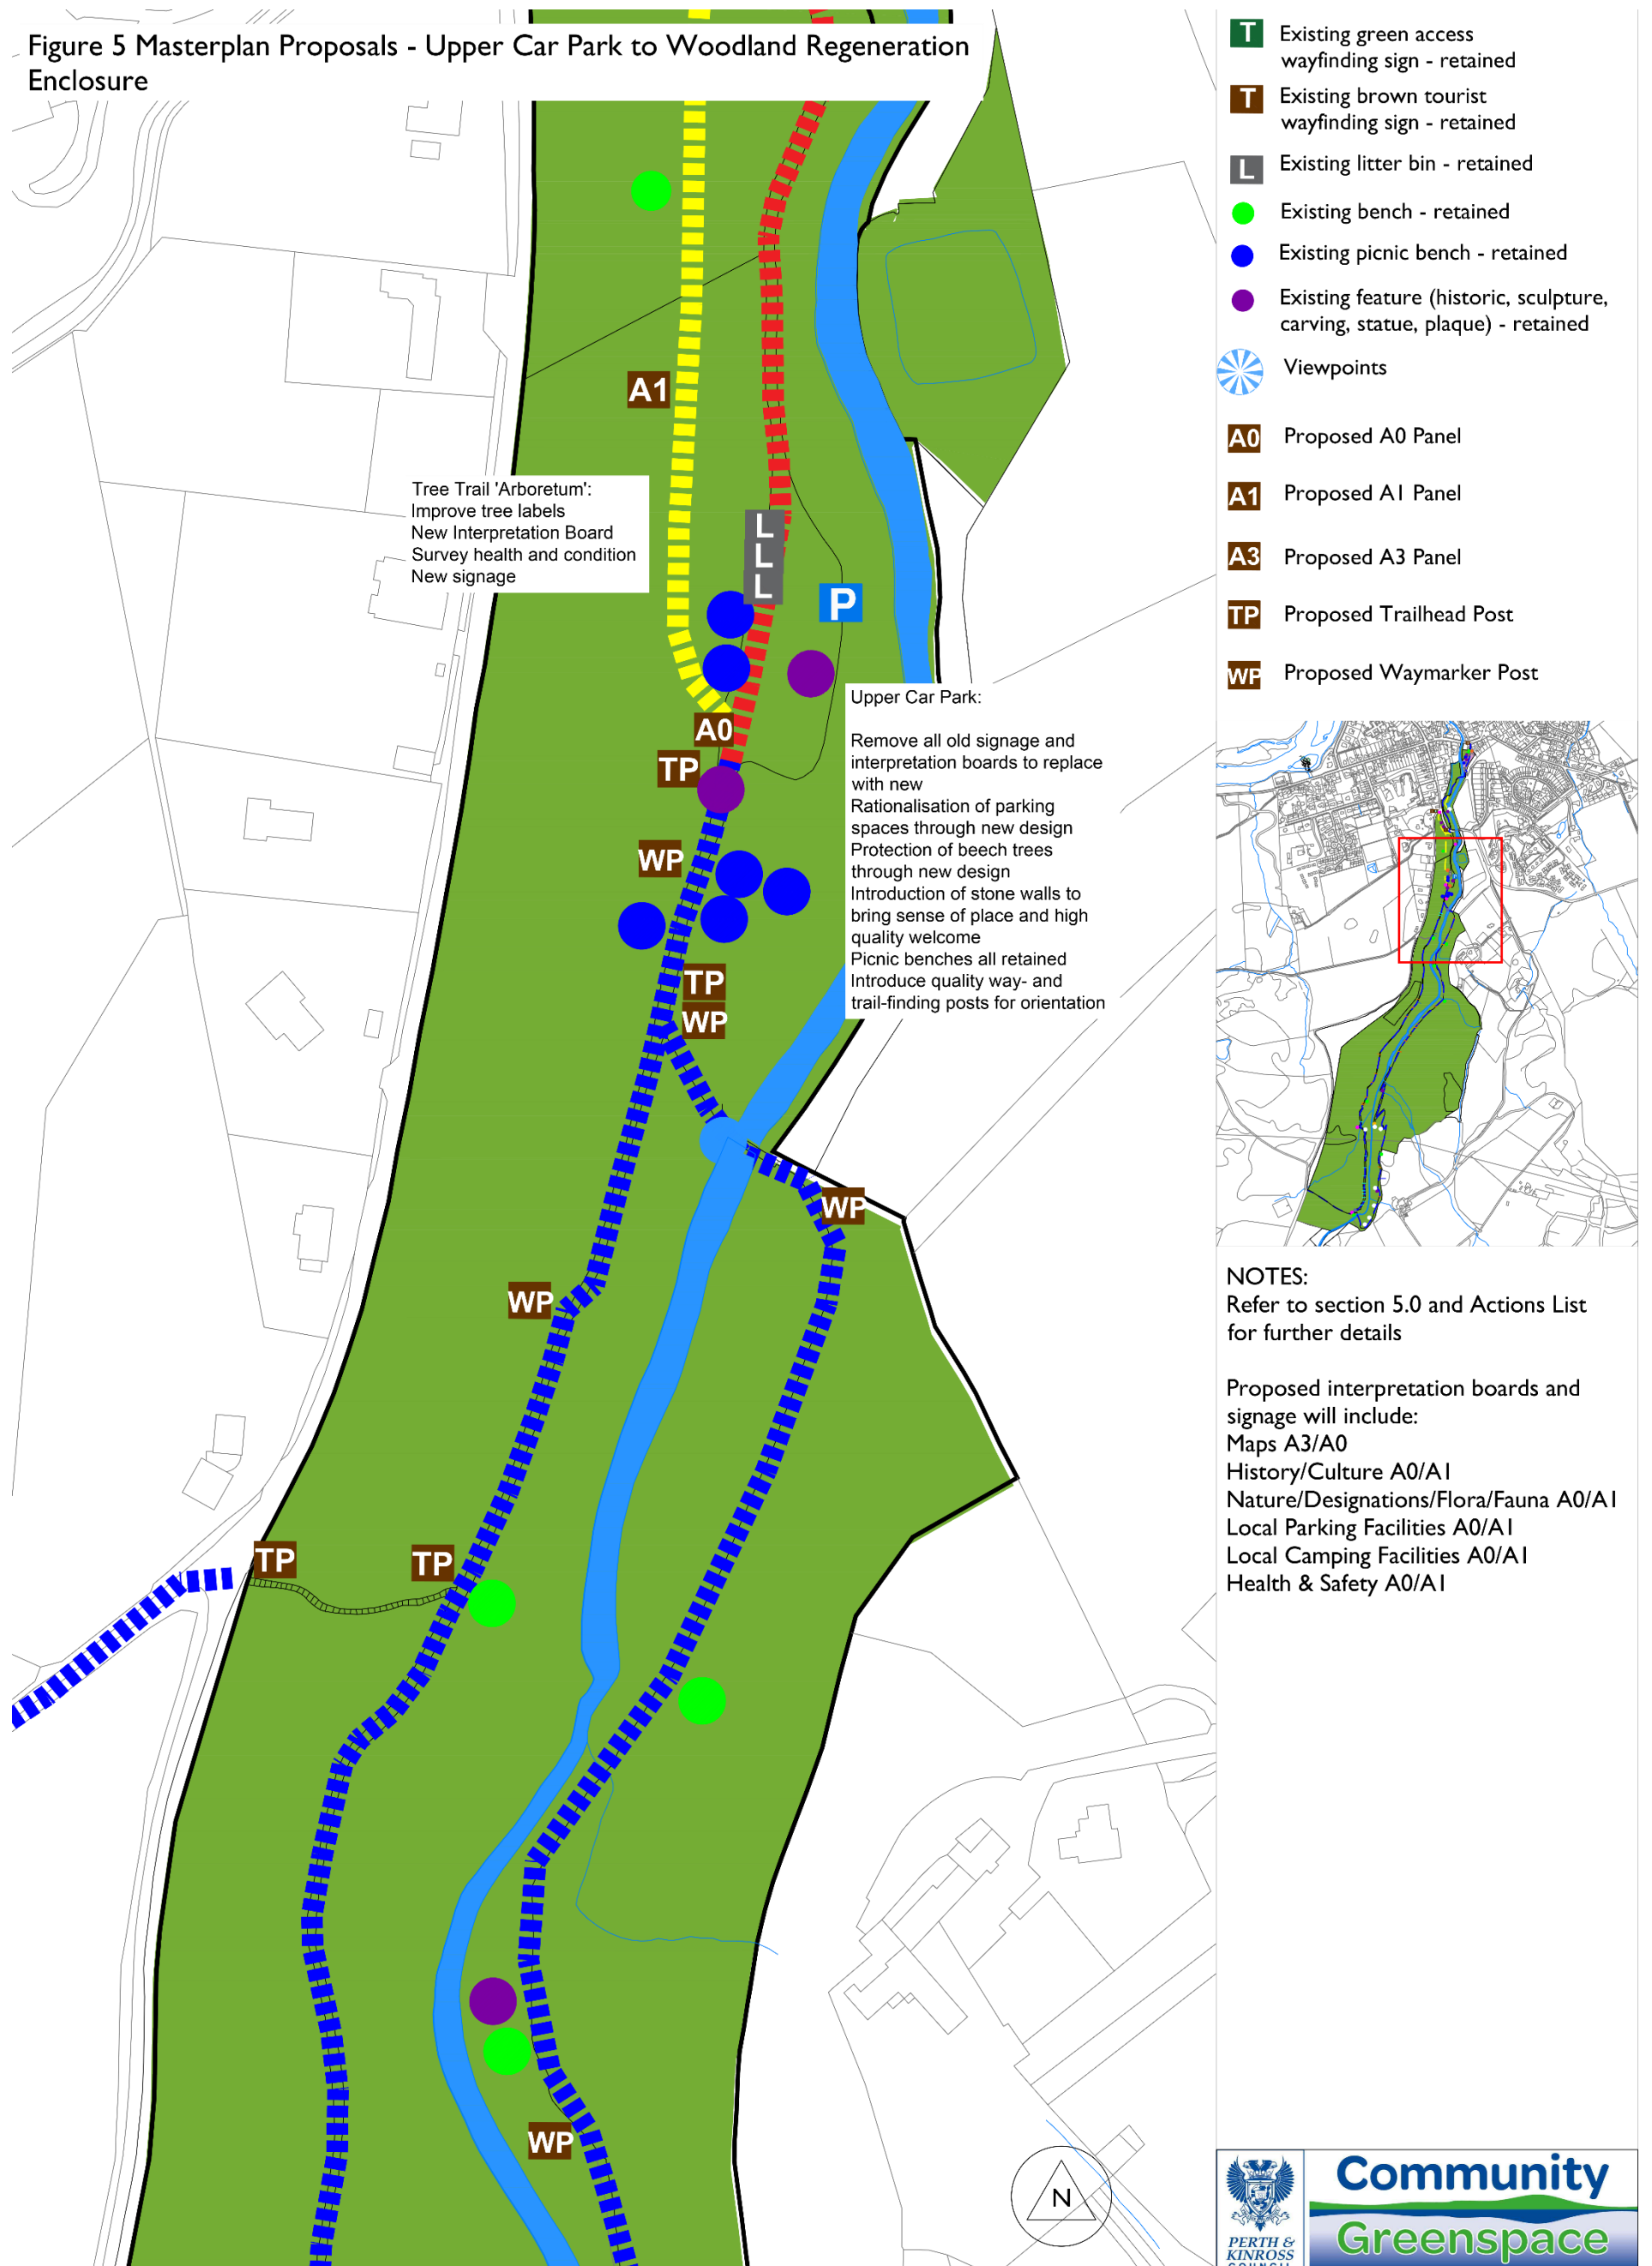 Figure 5 Masterplan Proposals - Upper Car Park to Woodland Regeneration
Enclosure
A1
Tree Trail 'Arboretum':
Improve tree labels
New Interpretation Board
Survey health and condition
New signage
L
L
L
P
A0
TP
WP
Upper Car Park:
Remove all old signage and
interpretation boards to replace
with new
Rationalisation of parking
spaces through new design
Protection of beech trees
through new design
Introduction of stone walls to
bring sense of place and high
quality welcome
Picnic benches all retained
Introduce quality way- and
trail-finding posts for orientation
TP
WP
WP
WP
TP
TP
WP
N
T Existing green access
wayfinding sign - retained
T Existing brown tourist
wayfinding sign - retained
L Existing litter bin - retained
Existing bench - retained
Existing picnic bench - retained
Existing feature (historic, sculpture,
carving, statue, plaque) - retained
Viewpoints
A0 Proposed A0 Panel
A1 Proposed A1 Panel
A3 Proposed A3 Panel
TP Proposed Trailhead Post
WP Proposed Waymarker Post
NOTES:
Refer to section 5.0 and Actions List
for further details
Proposed interpretation boards and
signage will include:
Maps A3/A0
History/Culture A0/A1
Nature/Designations/Flora/Fauna A0/A1
Local Parking Facilities A0/A1
Local Camping Facilities A0/A1
Health & Safety A0/A1
PERTH &
KINROSS
COUNCIL
Community
Greenspace